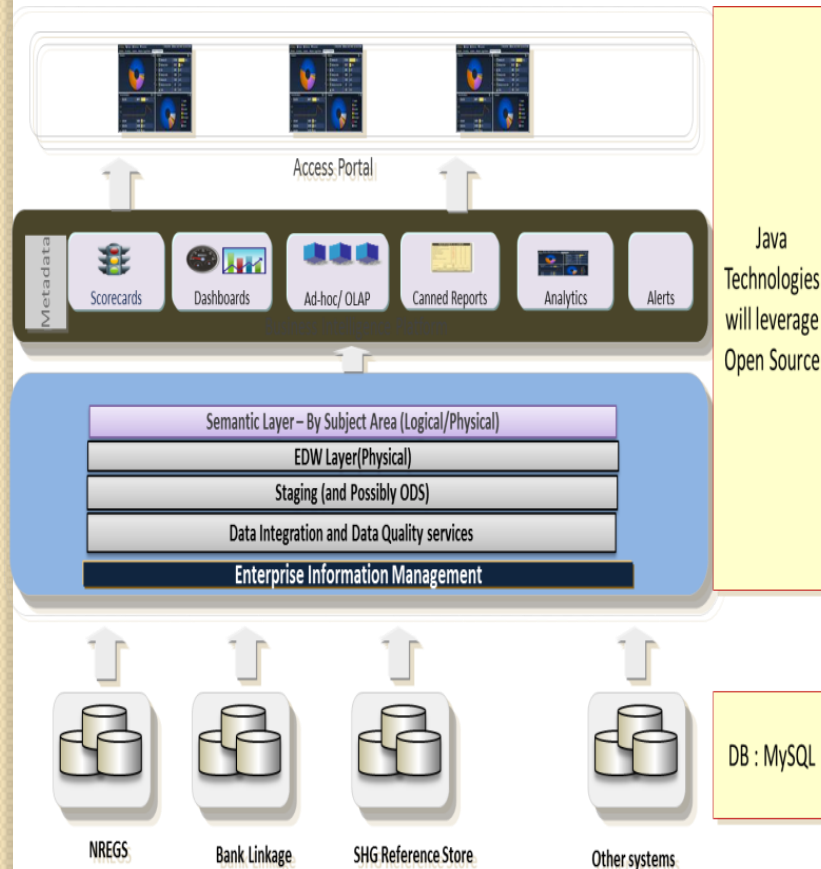 Access Portal
Metadata
Scorecards
Dashboards
Ad-hoc/ OLAP
Canned Reports
Analytics
Alerts
Java
Technologies
will leverage
Open Source
Semantic Layer – By Subject Area (Logical/Physical)
EDW Layer(Physical)
Staging (and Possibly ODS)
Data Integration and Data Quality services
Enterprise Information Management
DB : MySQL
NREGS
Bank Linkage
SHG Reference Store
Other systems